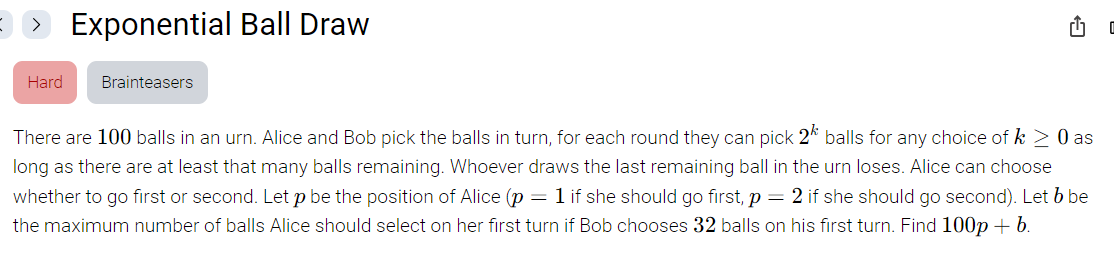 Exponential Ball Draw
Hard Brainteasers
There are 100 balls in an urn. Alice and Bob pick the balls in turn, for each round they can pick 2^k balls for any choice of k ≥ 0 as
long as there are at least that many balls remaining. Whoever draws the last remaining ball in the urn loses. Alice can choose
whether to go first or second. Let p be the position of Alice (p = 1 if she should go first, p = 2 if she should go second). Let b be
the maximum number of balls Alice should select on her first turn if Bob chooses 32 balls on his first turn. Find 100p + b.